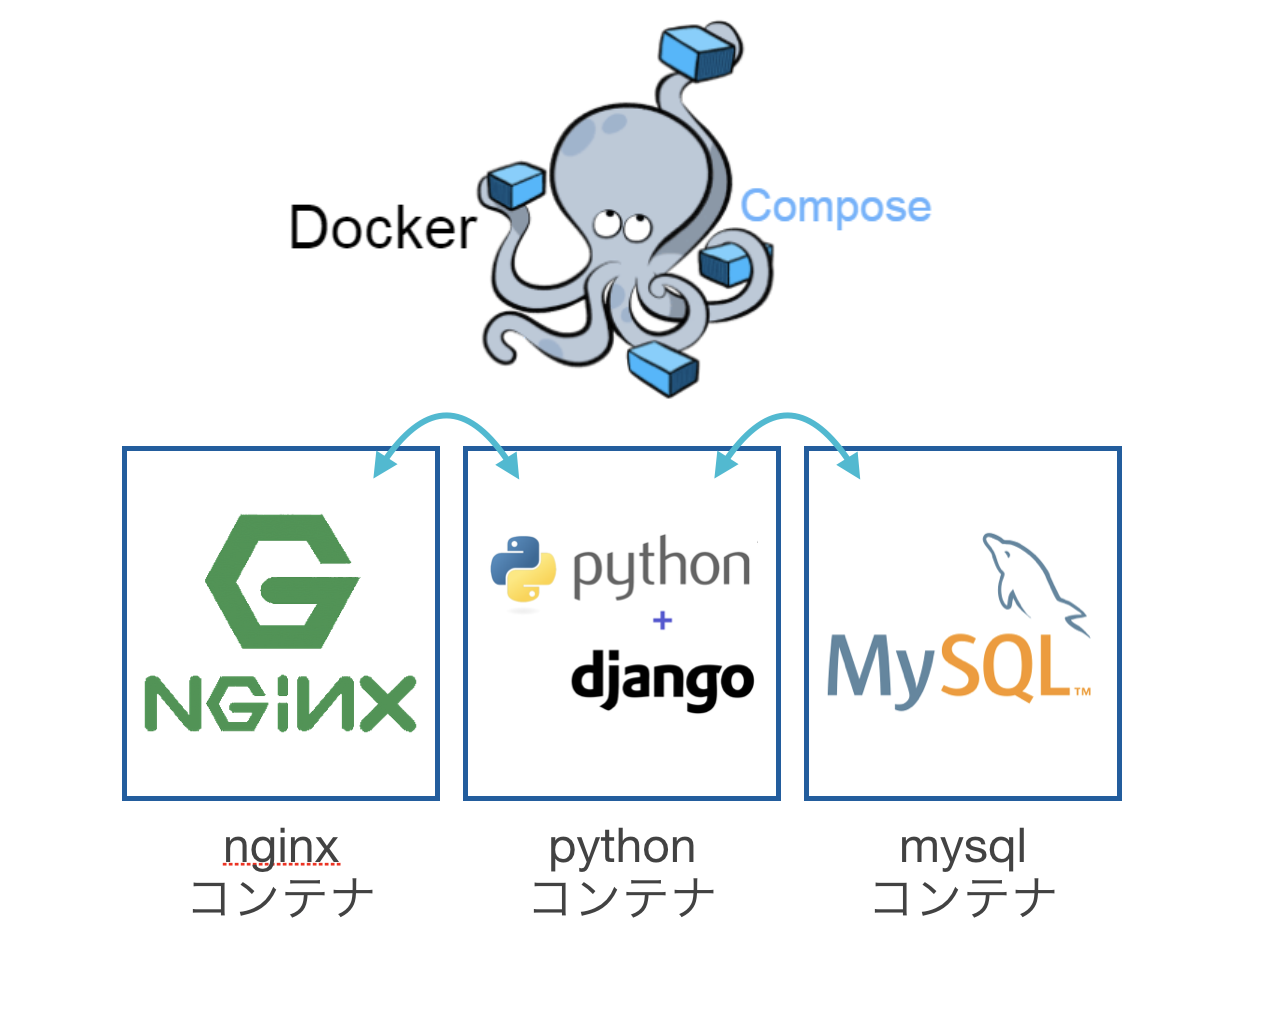 Docker
Compose
NGiNX
python
+
django
MySQL™
nginx
コンテナ
python
コンテナ
mysql
コンテナ